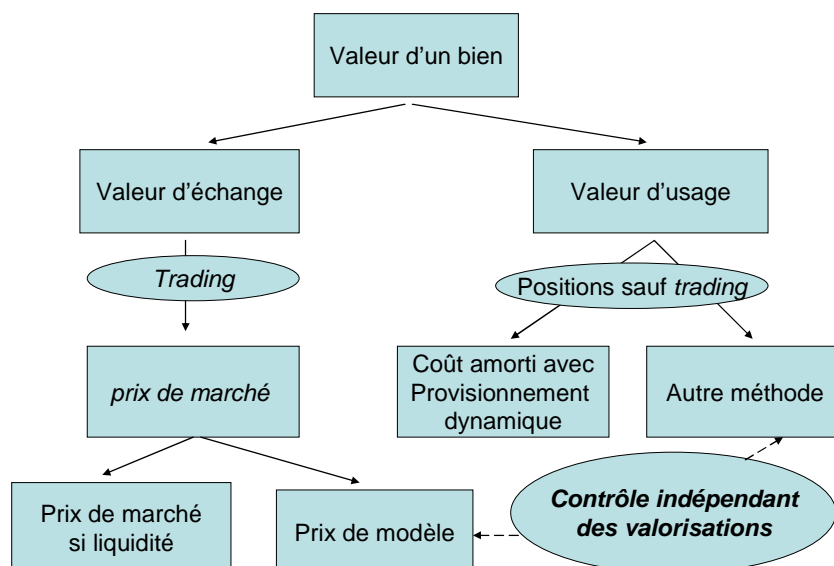 Valeur d’un bien
Valeur d’échange
Valeur d’usage
Trading
Positions sauf trading
prix de marché
Coût amorti avec
Provisionnement
dynamique
Autre méthode
Prix de marché
si liquidité
Prix de modèle
Contrôle indépendant
des valorisations